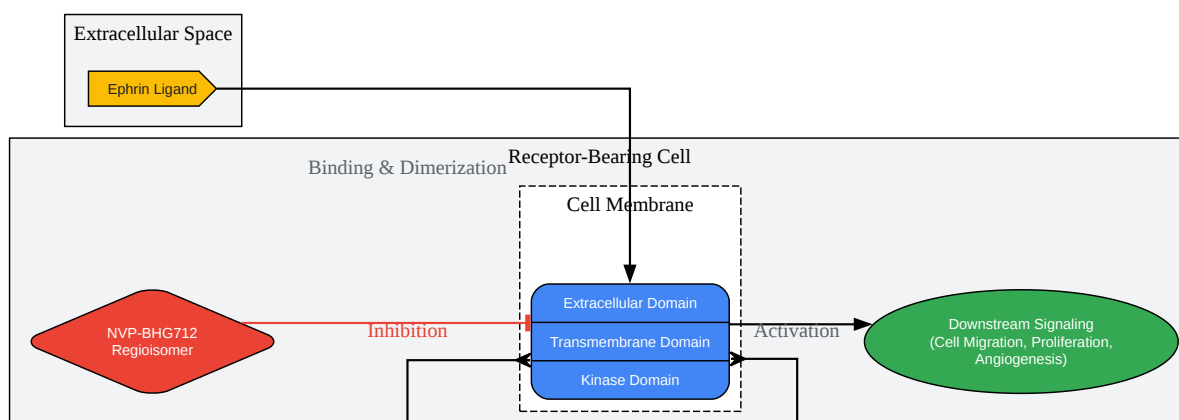 Extracellular Space
Ephrin Ligand
Receptor-Bearing Cell
Binding & Dimerization
Cell Membrane
Extracellular Domain
NVP-BHG712
Regioisomer
Inhibition
Transmembrane Domain
Activation
Downstream Signaling
(Cell Migration, Proliferation,
Angiogenesis)
Kinase Domain